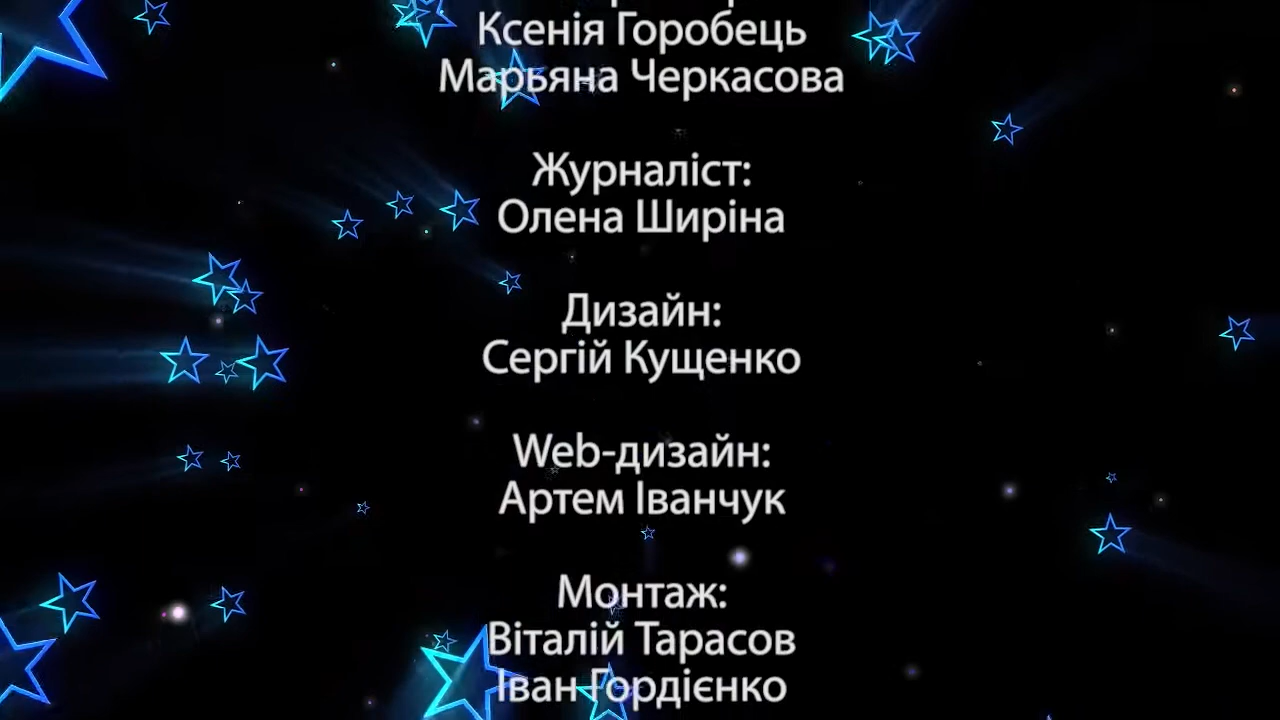 Ксенія Горобець
Марьяна Черкасова
Журналіст:
Олена Ширіна
Дизайн:
Сергій Кущенко
Web-дизайн:
Артем Іванчук
Монтаж:
Віталій Тарасов
Іван Гордієнко